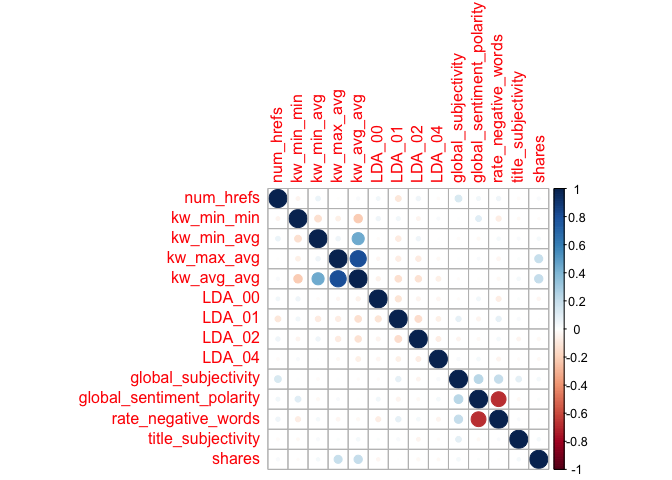 num_hrefs
kw_min_min
kw_min_avg
kw_max_avg
kw_avg_avg
LDA_00
LDA_01
LDA_02
LDA_04
global_subjectivity
global_sentiment_polarity
rate_negative_words
title_subjectivity
shares
num_hrefs
kw_min_min
kw_min_avg
kw_max_avg
kw_avg_avg
LDA_00
LDA_01
LDA_02
LDA_04
global_subjectivity
global_sentiment_polarity
rate_negative_words
title_subjectivity
shares
1
0.8
0.6
0.4
0.2
0
-0.2
-0.4
-0.6
-0.8
-1